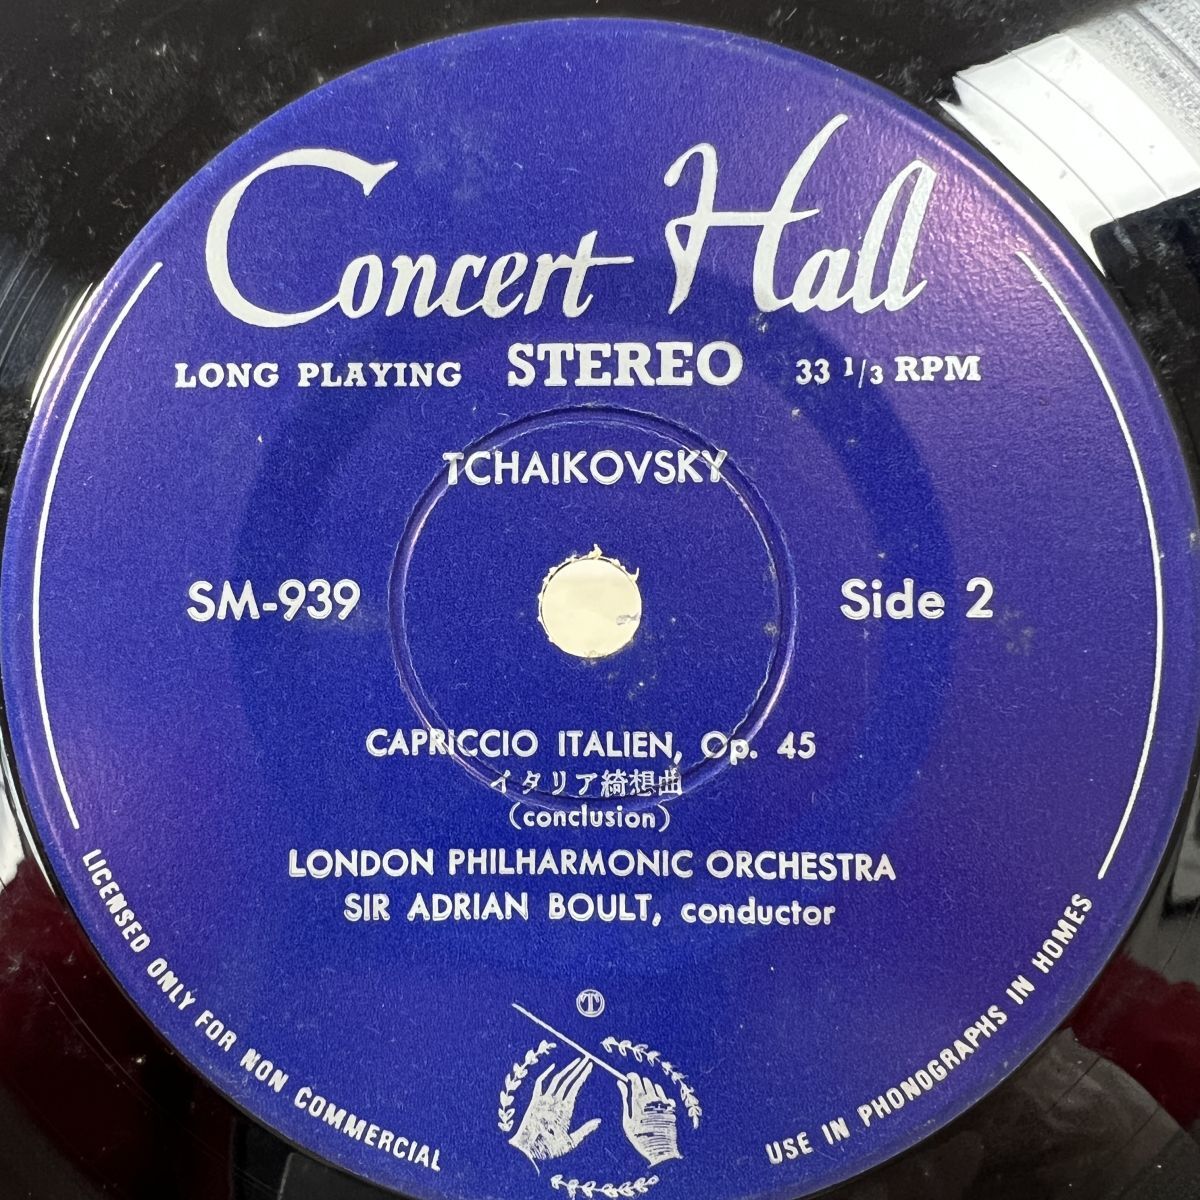 Concert Hall
LONG PLAYING STEREO 33 1/3 RPM
TCHAIKOVSKY
SM-939 Side 2
CAPRICCIO ITALIEN, Op. 45
イタリア綺想曲
(conclusion)
LONDON PHILHARMONIC ORCHESTRA
SIR ADRIAN BOULT, conductor
T
LICENSED ONLY FOR NON COMMERCIAL
USE IN PHONOGRAPHS IN HOMES